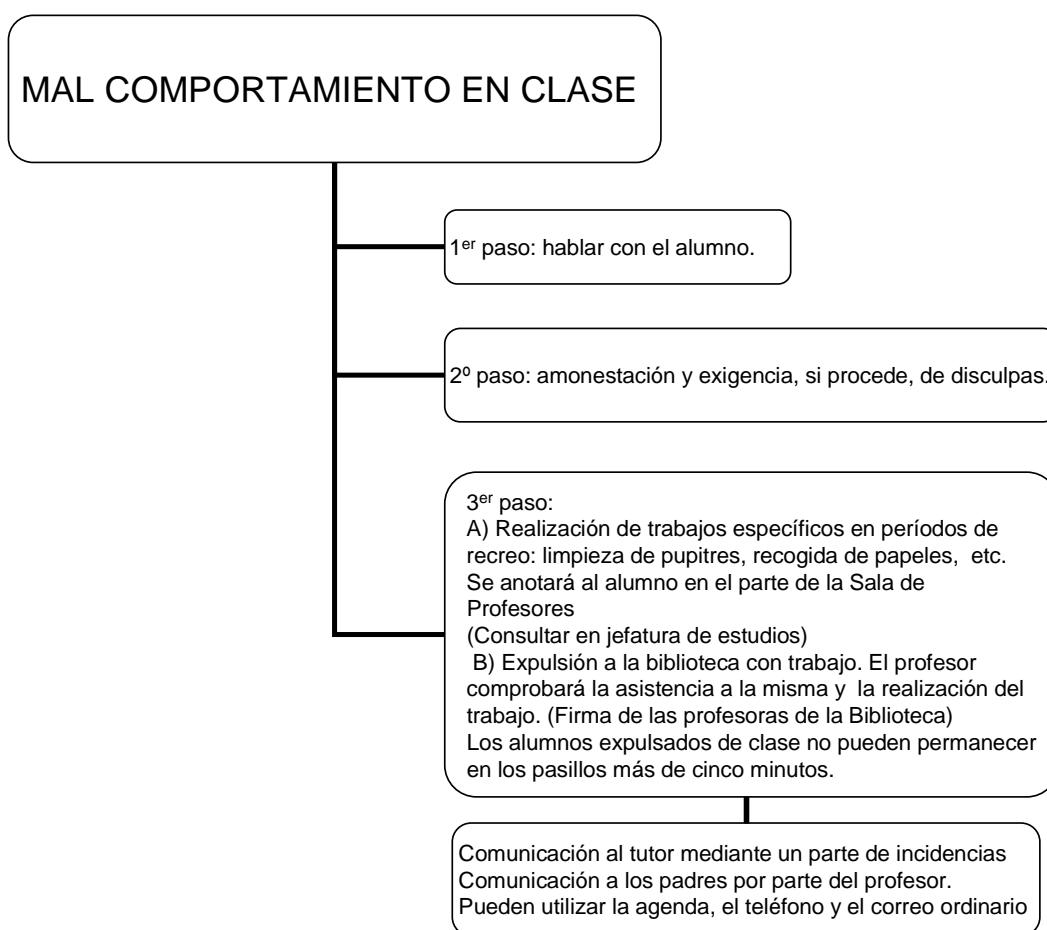 MAL COMPORTAMIENTO EN CLASE
1er paso: hablar con el alumno.
2º paso: amonestación y exigencia, si procede, de disculpas.
3er paso:
A) Realización de trabajos específicos en períodos de
recreo: limpieza de pupitres, recogida de papeles, etc.
Se anotará al alumno en el parte de la Sala de
Profesores
(Consultar en jefatura de estudios)
B) Expulsión a la biblioteca con trabajo. El profesor
comprobará la asistencia a la misma y la realización del
trabajo. (Firma de las profesoras de la Biblioteca)
Los alumnos expulsados de clase no pueden permanecer
en los pasillos más de cinco minutos.
Comunicación al tutor mediante un parte de incidencias
Comunicación a los padres por parte del profesor.
Pueden utilizar la agenda, el teléfono y el correo ordinario